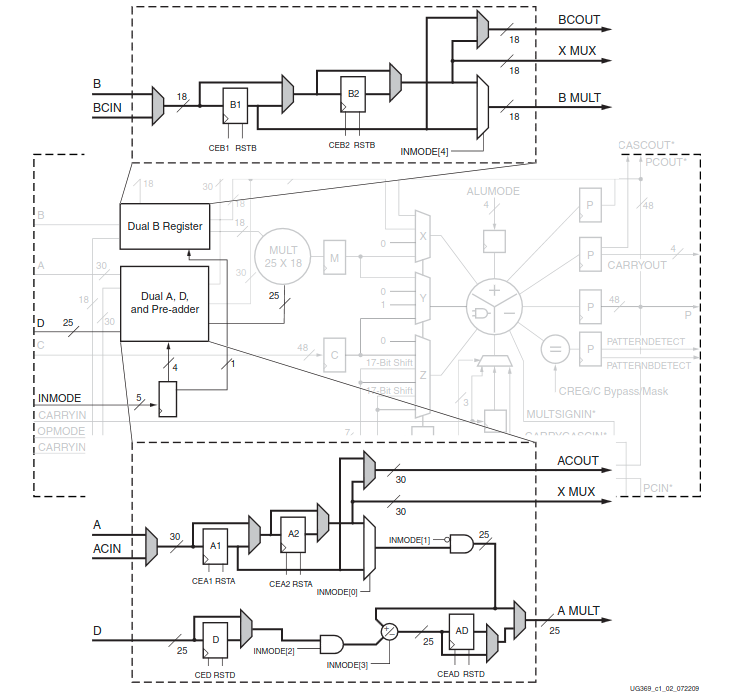 BCOUT
18
X MUX
18
B
18
BCIN
B1
B2
B MULT
18
CEB1 RSTB
CEB2 RSTB
INMODE[4]
CASCOUT*
PCOUT*
18
30
18
ALUMODE
4
P
48
B
Dual B Register
18
MULT
25 X 18
M
0
X
P
4
CARRYOUT
A
30
30
18
30
Dual A, D,
and Pre-adder
25
0
1
Y
P
48
P
D
25
C
48
C
0
17-Bit Shift
17-Bit Shift
Z
P
PATTERNDETECT
PATTERNBDETECT
4
1
CREG/C Bypass/Mask
INMODE
5
3
CARRYIN
MULTSIGNIN*
OPMODE
7
CARRYCASCIN*
CARRYIN
ACOUT
30
X MUX
30
PCIN*
A
30
ACIN
A1
A2
INMODE[1]
25
CEA1 RSTA
CEA2 RSTA
INMODE[0]
D
25
D
INMODE[2]
25
AD
A MULT
25
INMODE[3]
CED RSTD
CEAD RSTD
UG369_c1_02_072209